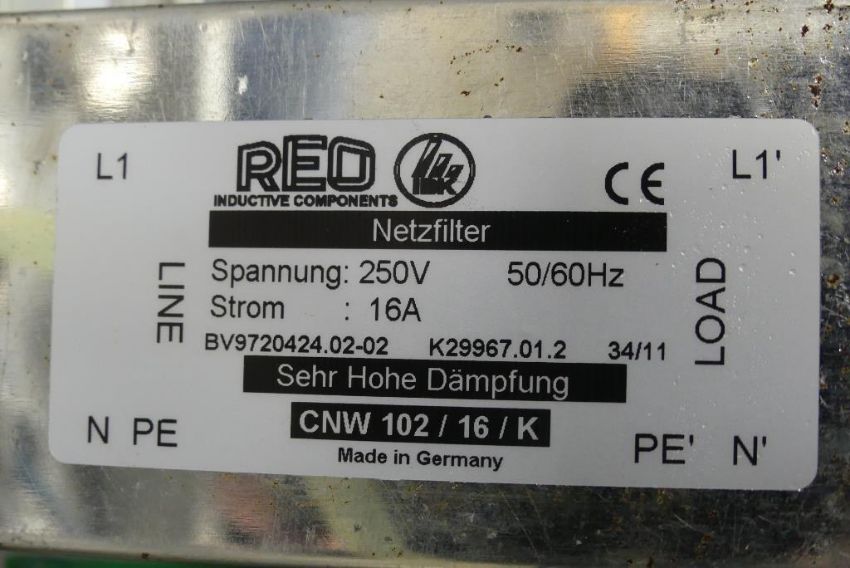 L1 REO CE L1'
INDUCTIVE COMPONENTS
Netzfilter
LINE
Spannung: 250V 50/60Hz
Strom : 16A
LOAD
BV9720424.02-02 K29967.01.2 34/11
Sehr Hohe Dämpfung
N PE CNW 102 / 16 / K PE' N'
Made in Germany